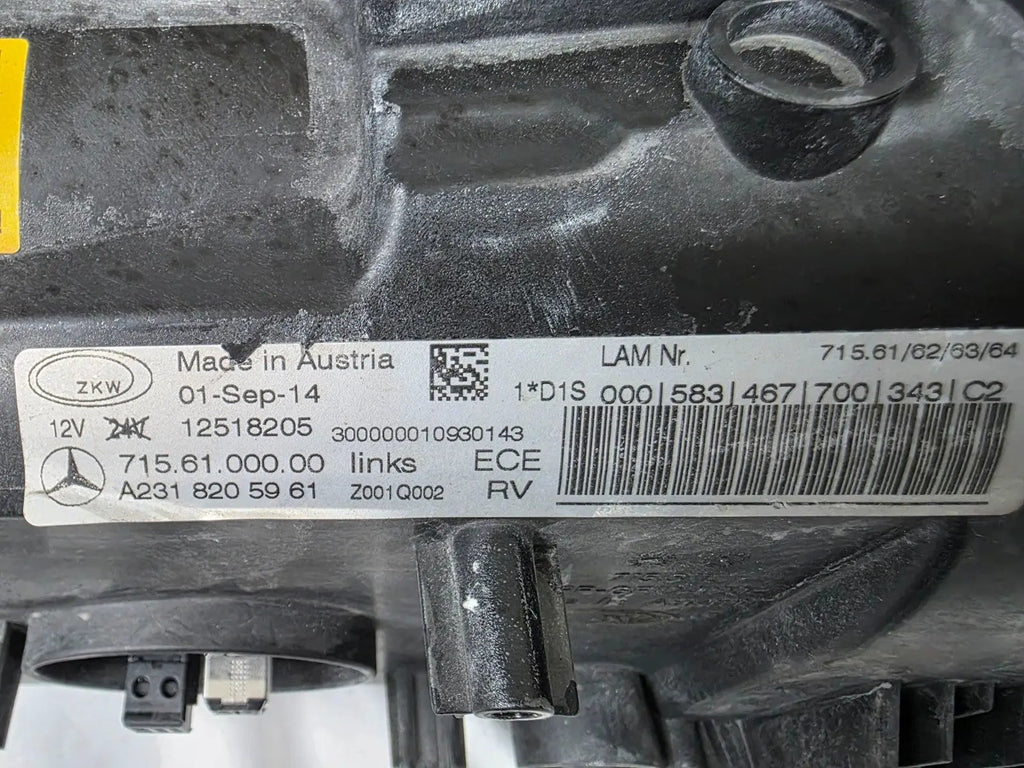 ZKW
Made in Austria
01-Sep-14
12V 24V 12518205
300000010930143
715.61.000.00 links ECE
A231 820 59 61 Z001Q002 RV
LAM Nr. 715.61/62/63/64
1*D1S 000|583|467|700|343|C2